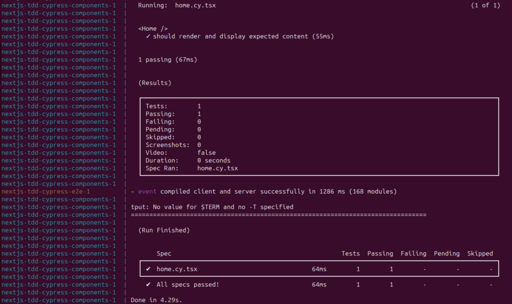 nextjs-tdd-cypress-components-1 | Running: home.cy.tsx (1 of 1)
nextjs-tdd-cypress-components-1 |
nextjs-tdd-cypress-components-1 |
nextjs-tdd-cypress-components-1 | <Home />
nextjs-tdd-cypress-components-1 | ✓ should render and display expected content (55ms)
nextjs-tdd-cypress-components-1 |
nextjs-tdd-cypress-components-1 |
nextjs-tdd-cypress-components-1 | 1 passing (67ms)
nextjs-tdd-cypress-components-1 |
nextjs-tdd-cypress-components-1 |
nextjs-tdd-cypress-components-1 | (Results)
nextjs-tdd-cypress-components-1 |
nextjs-tdd-cypress-components-1 |
nextjs-tdd-cypress-components-1 | Tests: 1
nextjs-tdd-cypress-components-1 | Passing: 1
nextjs-tdd-cypress-components-1 | Failing: 0
nextjs-tdd-cypress-components-1 | Pending: 0
nextjs-tdd-cypress-components-1 | Skipped: 0
nextjs-tdd-cypress-components-1 | Screenshots: 0
nextjs-tdd-cypress-components-1 | Video: false
nextjs-tdd-cypress-components-1 | Duration: 0 seconds
nextjs-tdd-cypress-components-1 | Spec Ran: home.cy.tsx
nextjs-tdd-cypress-components-1 |
nextjs-tdd-cypress-components-1 |
nextjs-tdd-cypress-components-1 | - event compiled client and server successfully in 1286 ms (168 modules)
nextjs-tdd-cypress-e2e-1 |
nextjs-tdd-cypress-components-1 | tput: No value for $TERM and no -T specified
nextjs-tdd-cypress-components-1 | ====================================================================================
nextjs-tdd-cypress-components-1 |
nextjs-tdd-cypress-components-1 | (Run Finished)
nextjs-tdd-cypress-components-1 |
nextjs-tdd-cypress-components-1 |
nextjs-tdd-cypress-components-1 | Spec Tests Passing Failing Pending Skipped
nextjs-tdd-cypress-components-1 |
nextjs-tdd-cypress-components-1 | ✔ home.cy.tsx 64ms 1 1 - - -
nextjs-tdd-cypress-components-1 |
nextjs-tdd-cypress-components-1 | ✔ All specs passed! 64ms 1 1 - - -
nextjs-tdd-cypress-components-1 |
nextjs-tdd-cypress-components-1 | Done in 4.29s.